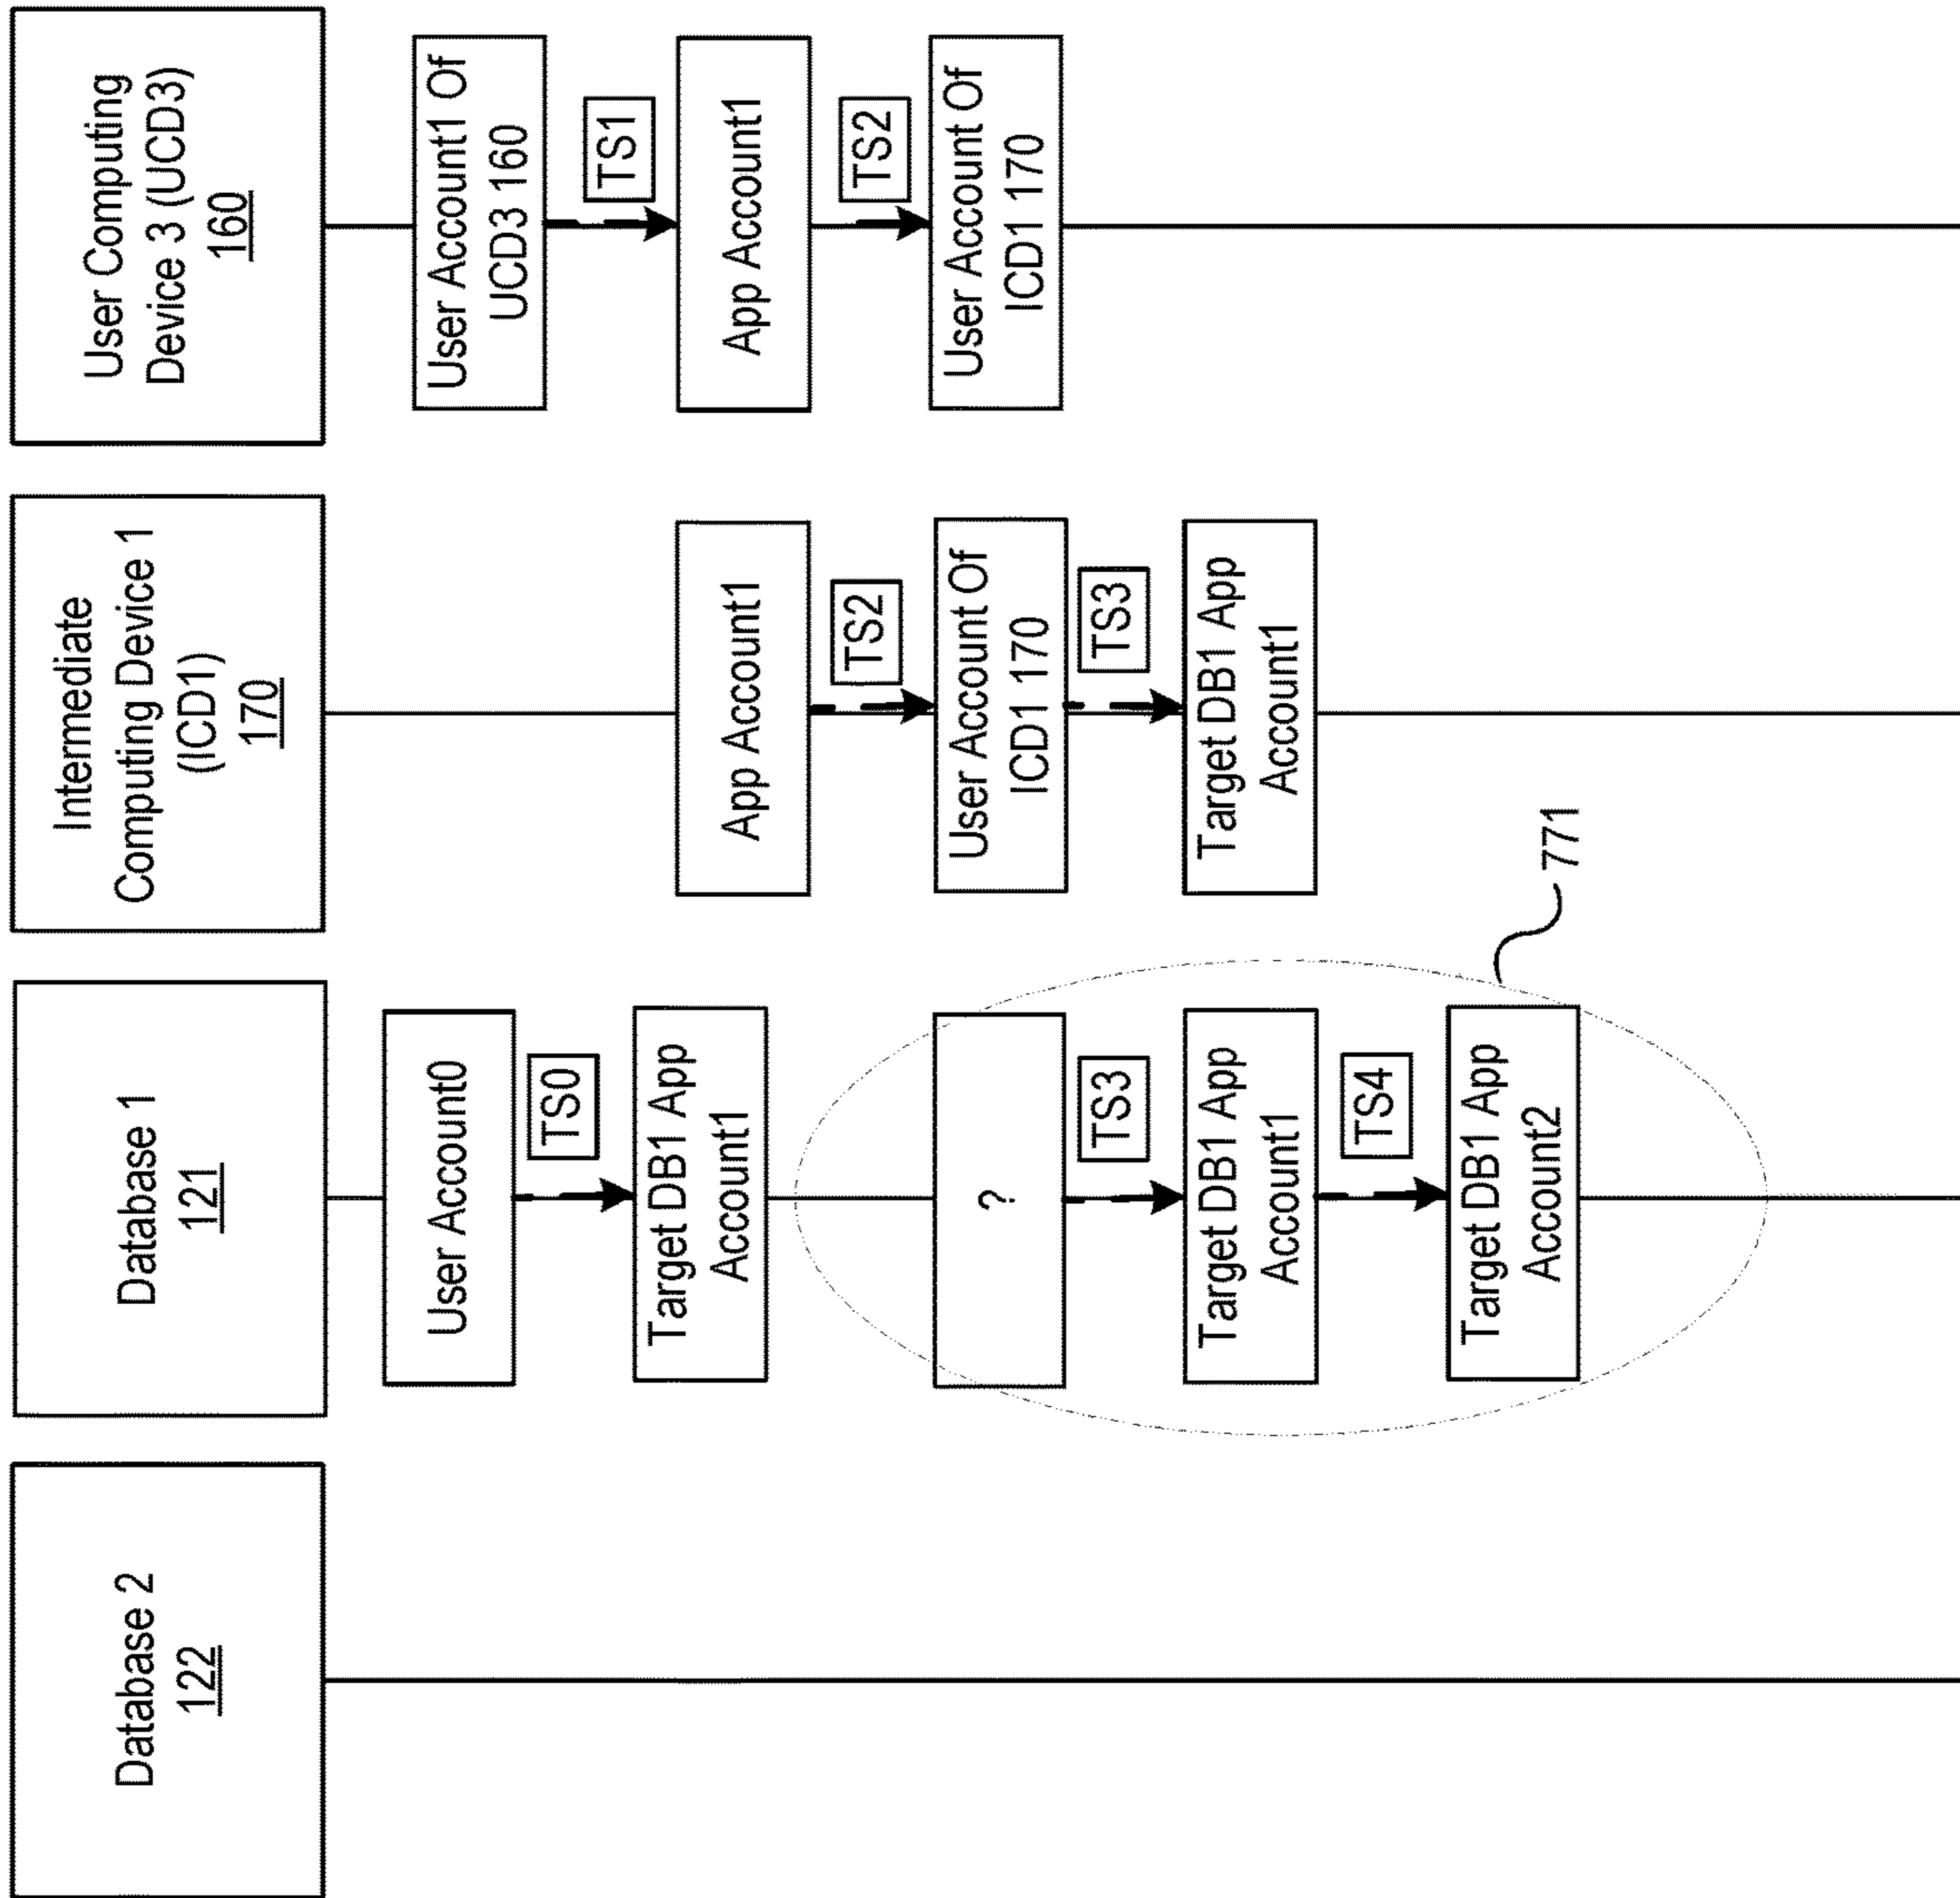 User Computing
Device 3 (UCD3)
160
User Account1 Of
UCD3 160
TS1
App Account1
TS2
User Account Of
ICD1 170
Intermediate
Computing Device 1
(ICD1)
170
App Account1
TS2
User Account Of
ICD1 170
TS3
Target DB1 App
Account1
Database 1
121
User Account0
TS0
Target DB1 App
Account1
?
TS3
Target DB1 App
Account1
TS4
Target DB1 App
Account2
771
Database 2
122